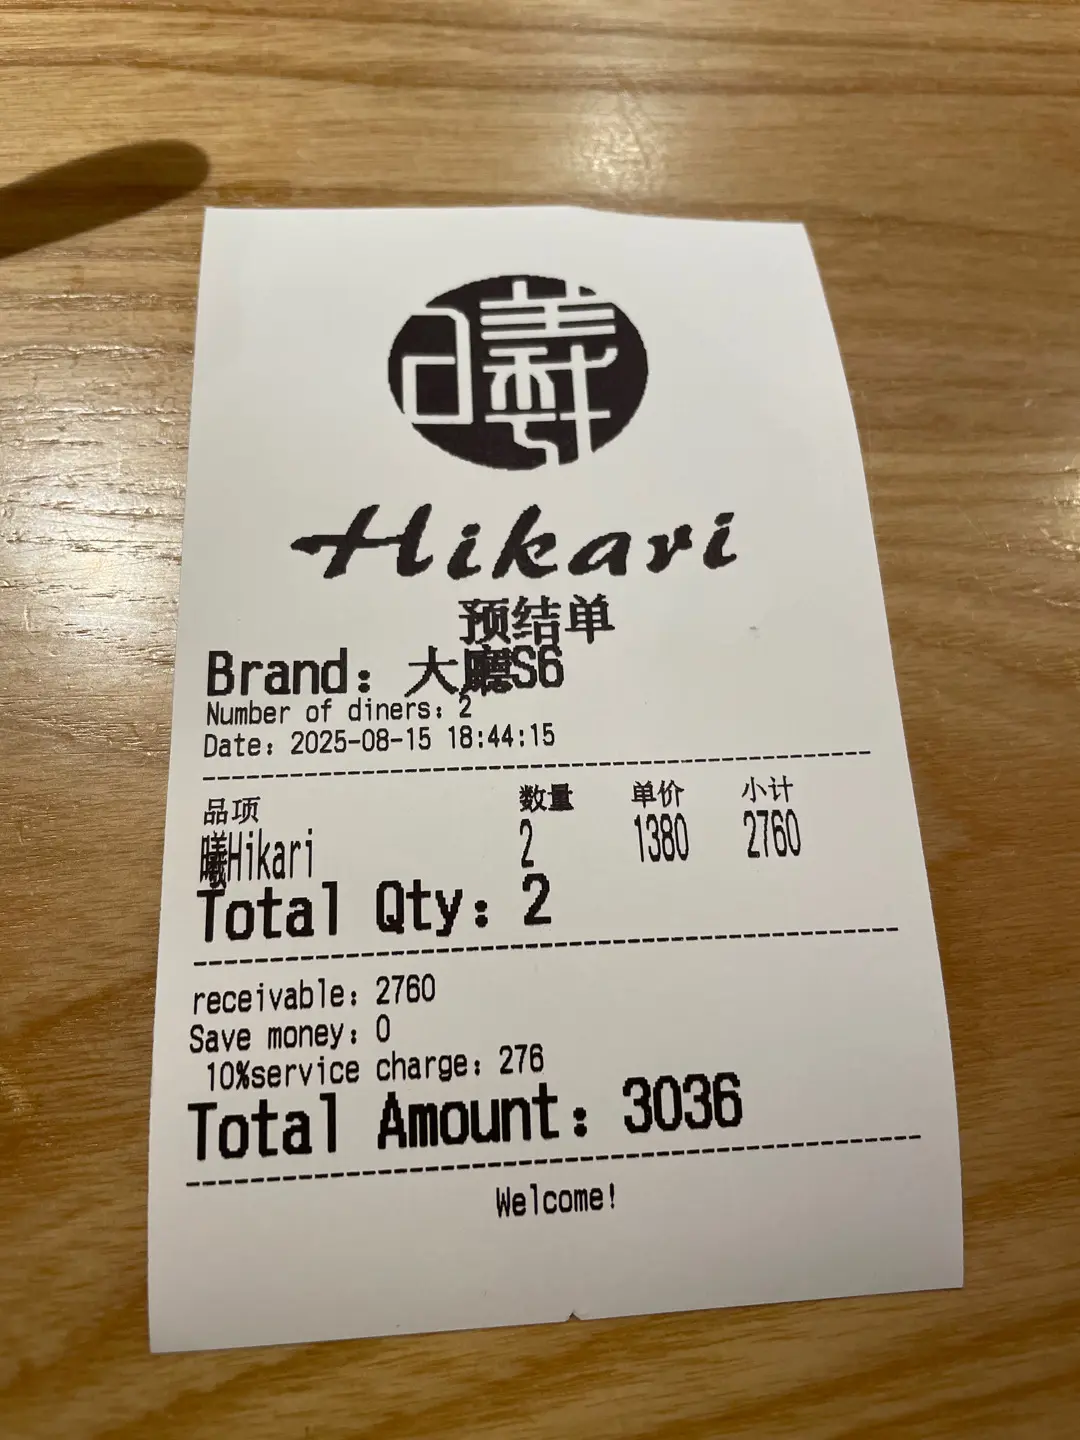 曦
Hikari
预结单
Brand: 大廳S6
Number of diners: 2
Date: 2025-08-15 18:44:15
品项 数量 单价 小计
曦Hikari 2 1380 2760
Total Qty: 2
receivable: 2760
Save money: 0
10%service charge: 276
Total Amount: 3036
Welcome!